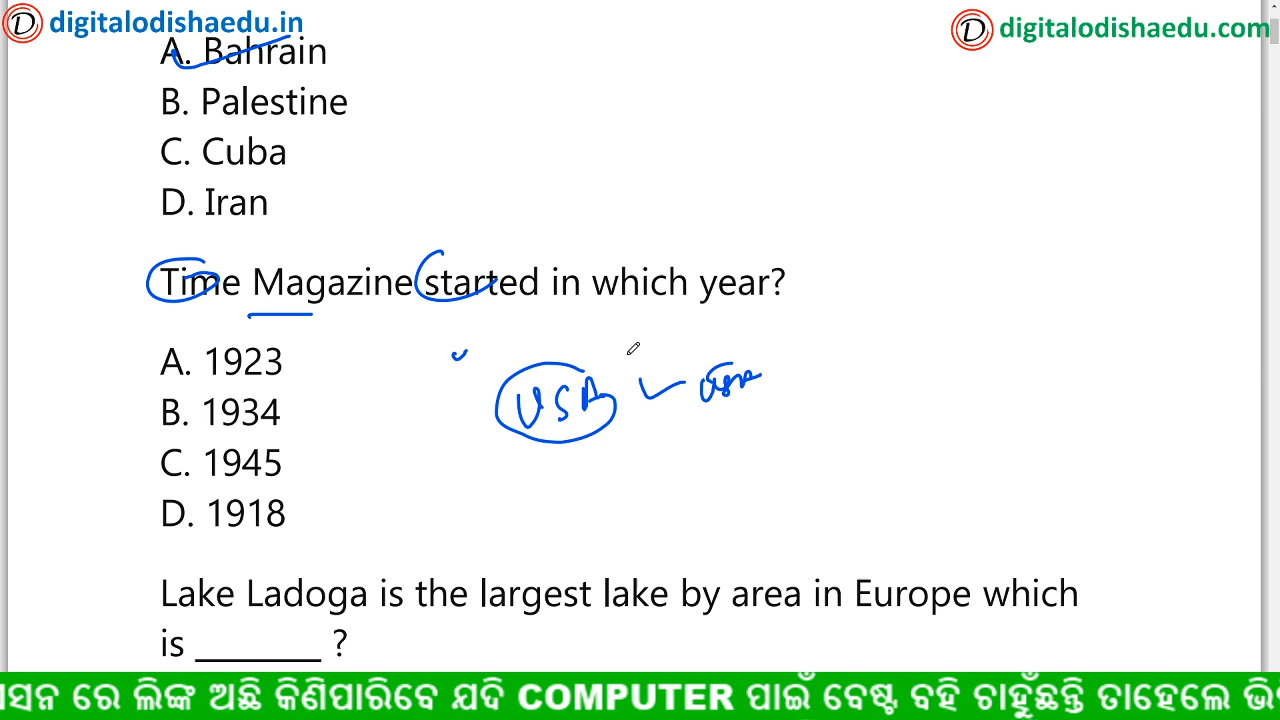 digitalodishaedu.in
digitalodishaedu.com
A. Bahrain
B. Palestine
C. Cuba
D. Iran
Time Magazine started in which year?
A. 1923
USA
B. 1934
C. 1945
D. 1918
Lake Ladoga is the largest lake by area in Europe which
is ________ ?
ସନ ରେ ଲିଙ୍କ ଅଛି କିଣିପାରିବେ ଯଦି COMPUTER ପାଇଁ ବେଷ୍ଟ ବହି ଚାହୁଁଛନ୍ତି ତାହେଲେ ଭି